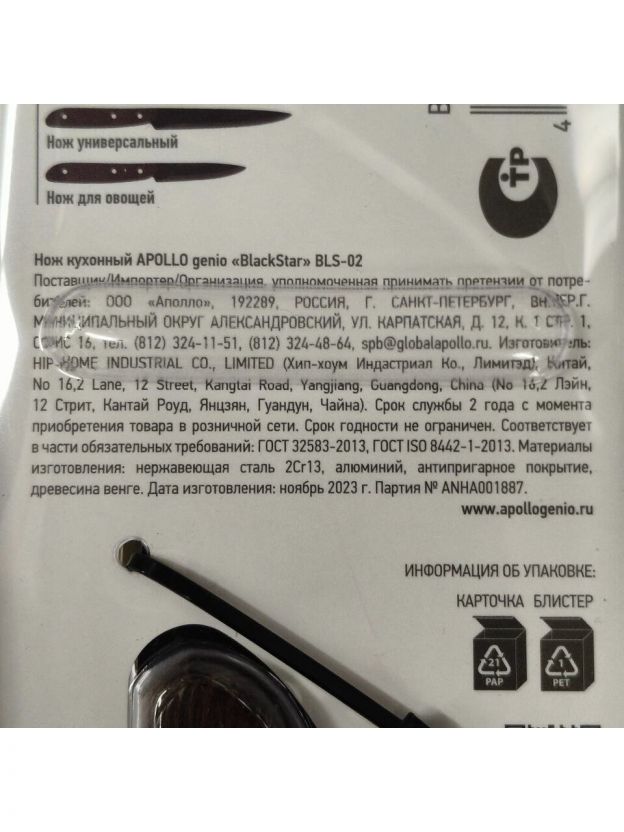 Нож универсальный
Нож для овощей
4
ТР
Нож кухонный APOLLO genio «BlackStar» BLS-02
Поставщик/Импортер/Организация, уполномоченная принимать претензии от потре-
бителей: ООО «Аполло», 192289, РОССИЯ, Г. САНКТ-ПЕТЕРБУРГ, ВН.ТЕР.Г.
МУНИЦИПАЛЬНЫЙ ОКРУГ АЛЕКСАНДРОВСКИЙ, УЛ. КАРПАТСКАЯ, Д. 12, К. 1 СТР. 1,
ОФИС 16, тел. (812) 324-11-51, (812) 324-48-64, spb@globalapollo.ru. Изготовитель:
HIP-HOME INDUSTRIAL CO., LIMITED (Хип-хоум Индастриал Ко., Лимитэд), Китай,
No 16,2 Lane, 12 Street, Kangtai Road, Yangjiang, Guangdong, China (No 16,2 Лэйн,
12 Стрит, Кантай Роуд, Янцзян, Гуандун, Чайна). Срок службы 2 года с момента
приобретения товара в розничной сети. Срок годности не ограничен. Соответствует
в части обязательных требований: ГОСТ 32583-2013, ГОСТ ISO 8442-1-2013. Материалы
изготовления: нержавеющая сталь 2Cr13, алюминий, антипригарное покрытие,
древесина венге. Дата изготовления: ноябрь 2023 г. Партия № ANHA001887.
www.apollogenio.ru
ИНФОРМАЦИЯ ОБ УПАКОВКЕ:
КАРТОЧКА БЛИСТЕР
21 1
PAP PET